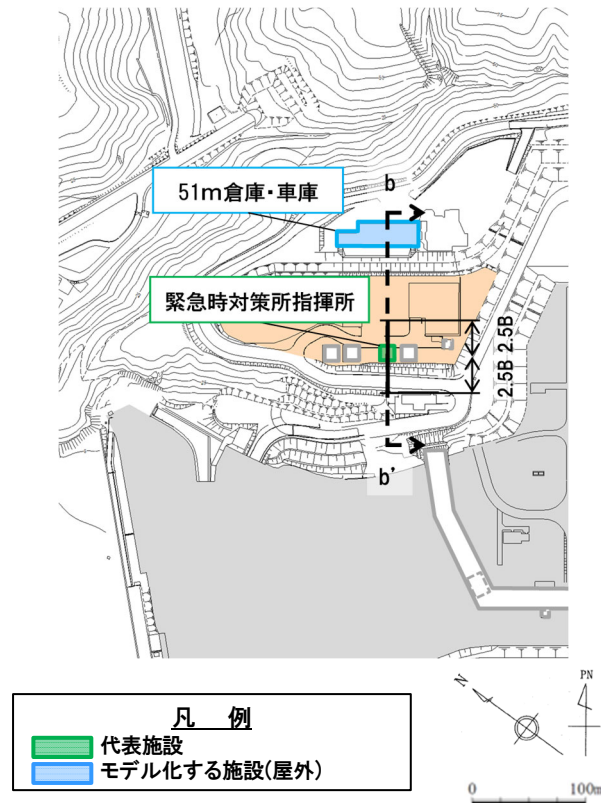 b
51m倉庫・車庫
緊急時対策所指揮所
2.5B 2.5B
b'
凡 例
代表施設
モデル化する施設(屋外)
N
PN
0 100m